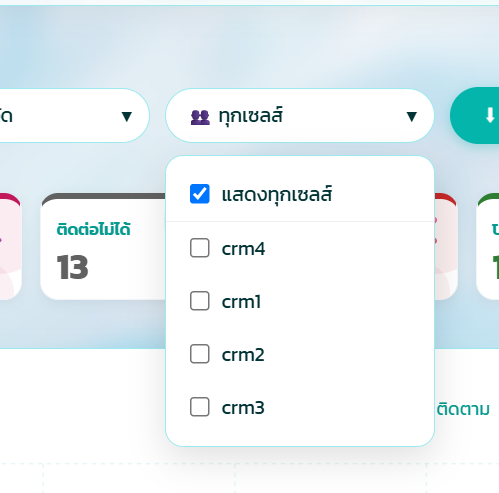 ทุกเซลส์
แสดงทุกเซลส์
ติดต่อไม่ได้
13
crm4
crm1
crm2
crm3
ติดตาม